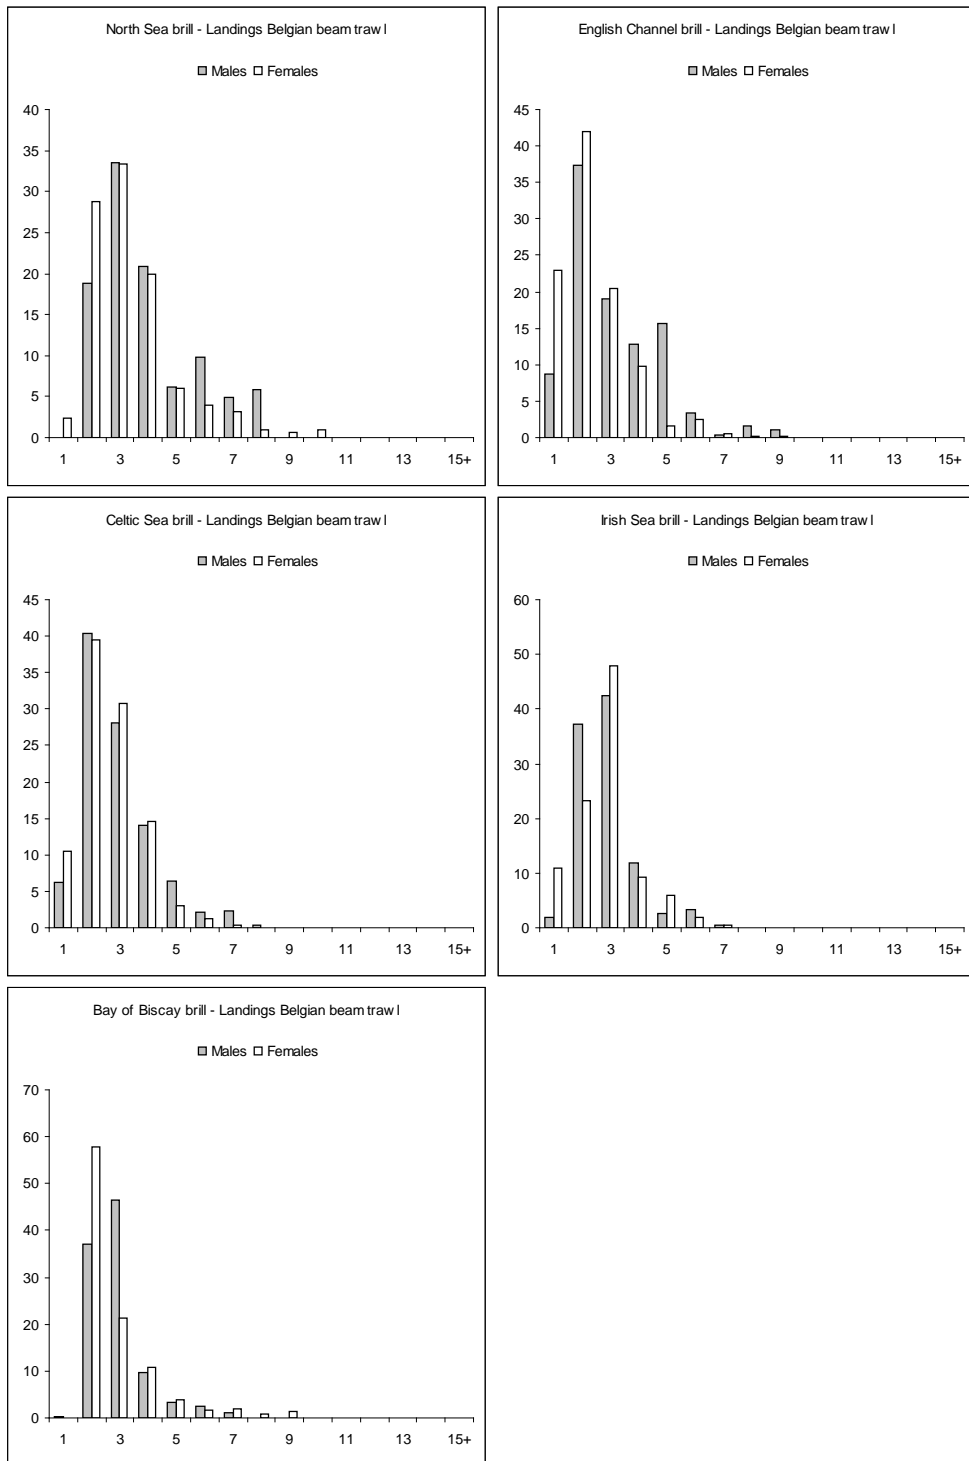 North Sea brill - Landings Belgian beam trawl
Males Females
40
35
30
25
20
15
10
5
0
1 3 5 7 9 11 13 15+
English Channel brill - Landings Belgian beam trawl
Males Females
45
40
35
30
25
20
15
10
5
0
1 3 5 7 9 11 13 15+
Celtic Sea brill - Landings Belgian beam trawl
Males Females
45
40
35
30
25
20
15
10
5
0
1 3 5 7 9 11 13 15+
Irish Sea brill - Landings Belgian beam trawl
Males Females
60
50
40
30
20
10
0
1 3 5 7 9 11 13 15+
Bay of Biscay brill - Landings Belgian beam trawl
Males Females
70
60
50
40
30
20
10
0
1 3 5 7 9 11 13 15+